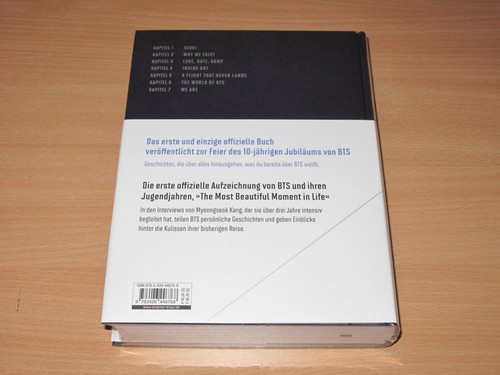 KAPITEL 1 SEOUL
KAPITEL 2 WHY WE EXIST
KAPITEL 3 LOVE, HATE, ARMY
KAPITEL 4 INSIDE OUT
KAPITEL 5 A FLIGHT THAT NEVER LANDS
KAPITEL 6 THE WORLD OF BTS
KAPITEL 7 WE ARE
Das erste und einzige offizielle Buch
veröffentlicht zur Feier des 10-jährigen Jubiläums von BTS
Geschichten, die über alles hinausgehen, was du bereits über BTS weißt.
Die erste offizielle Aufzeichnung von BTS und ihren
Jugendjahren, »The Most Beautiful Moment in Life«
In den Interviews von Myeongseok Kang, der sie über drei Jahre intensiv
begleitet hat, teilen BTS persönliche Geschichten und geben Einblicke
hinter die Kulissen ihrer bisherigen Reise.